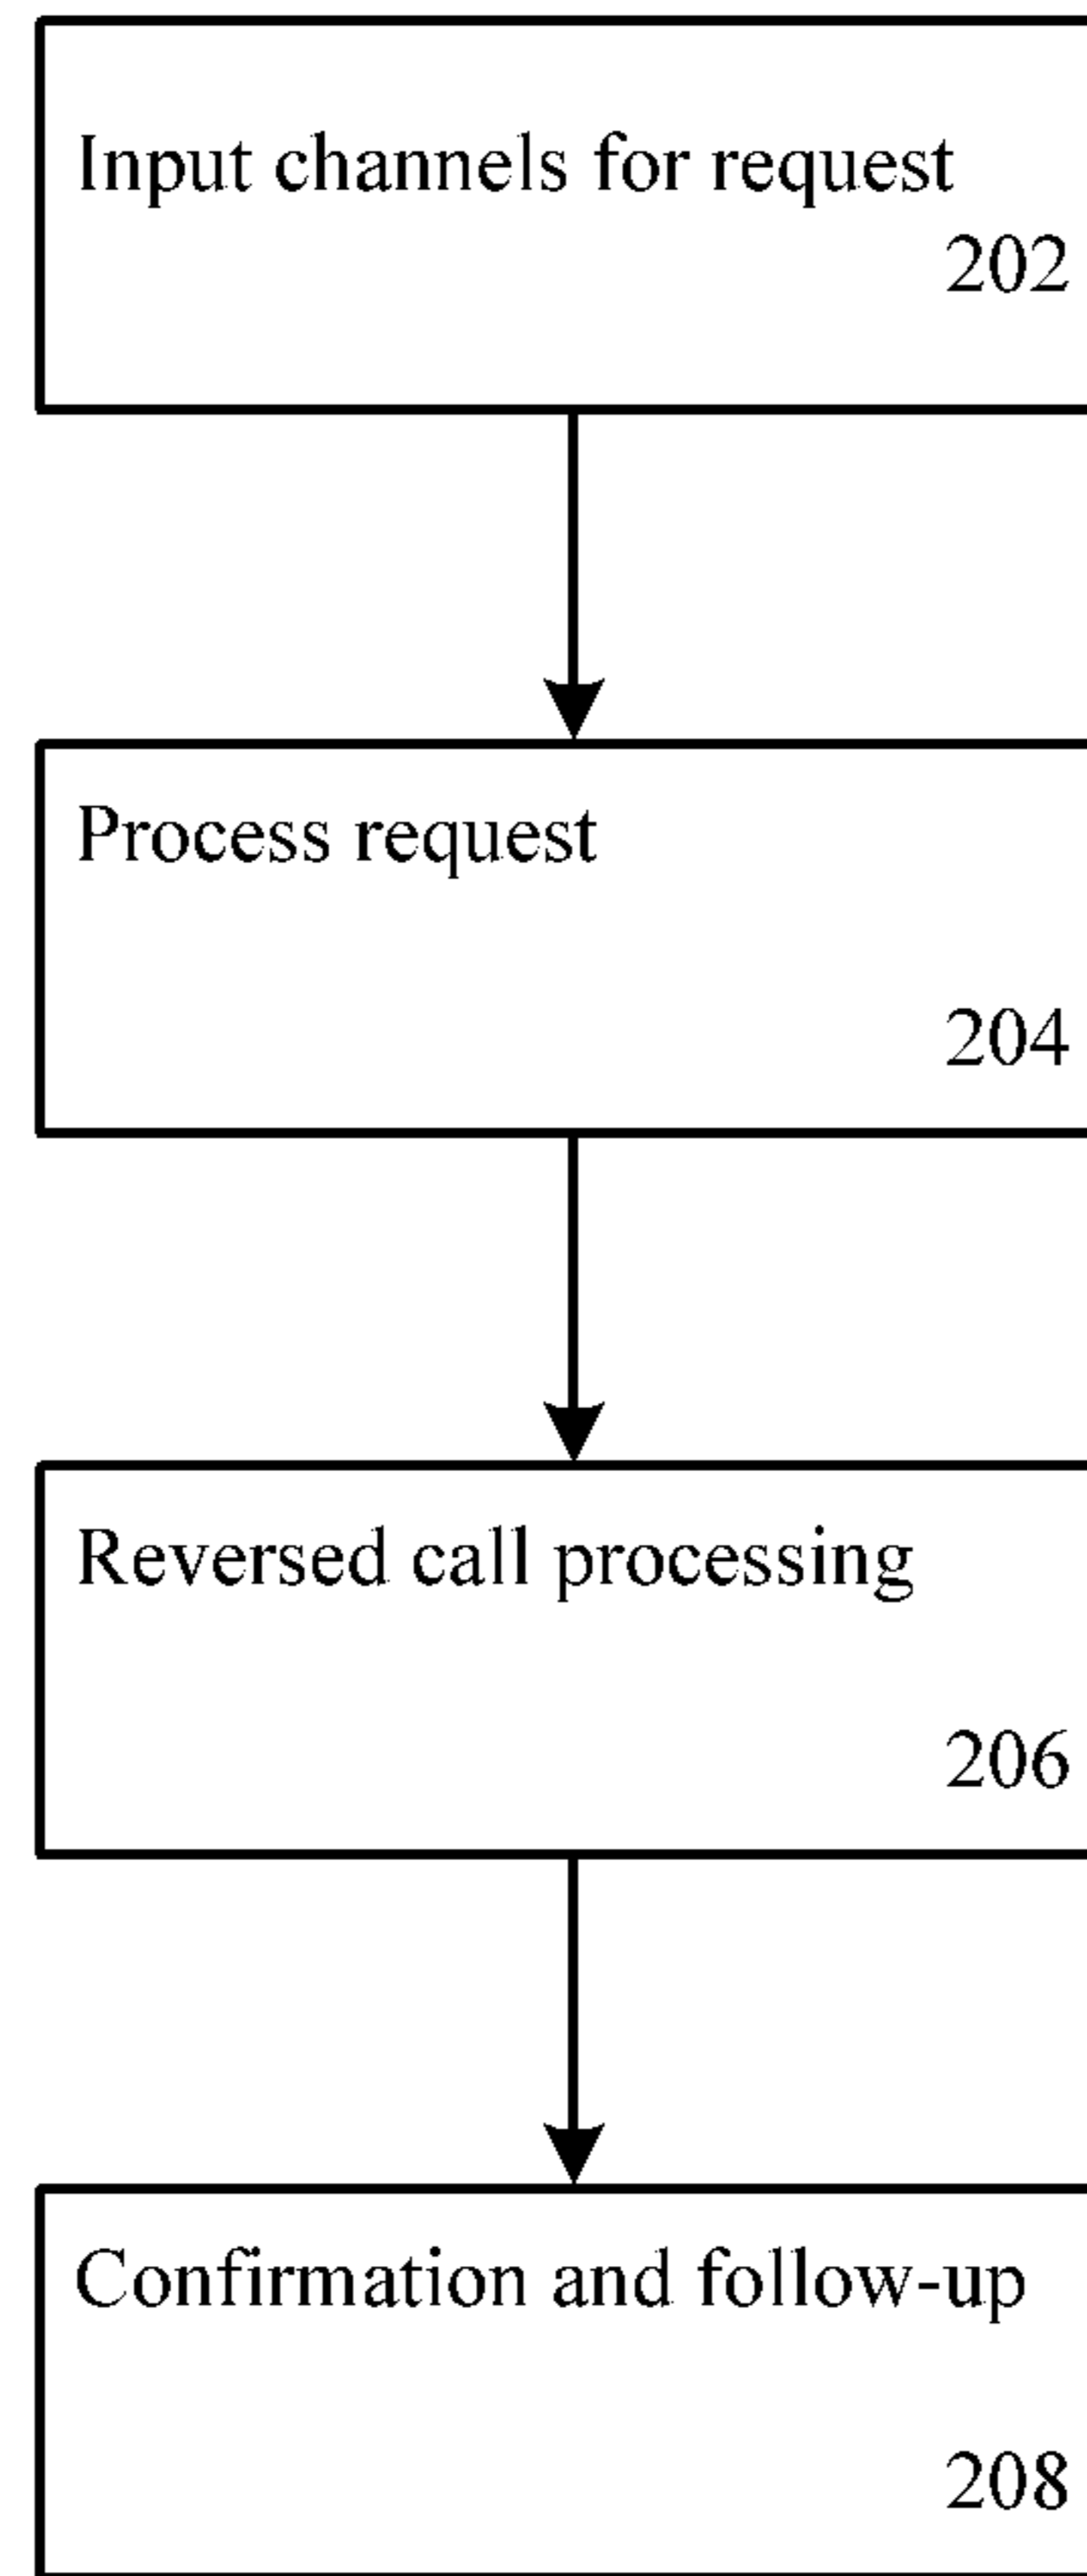 Input channels for request
202
Process request
204
Reversed call processing
206
Confirmation and follow-up
208